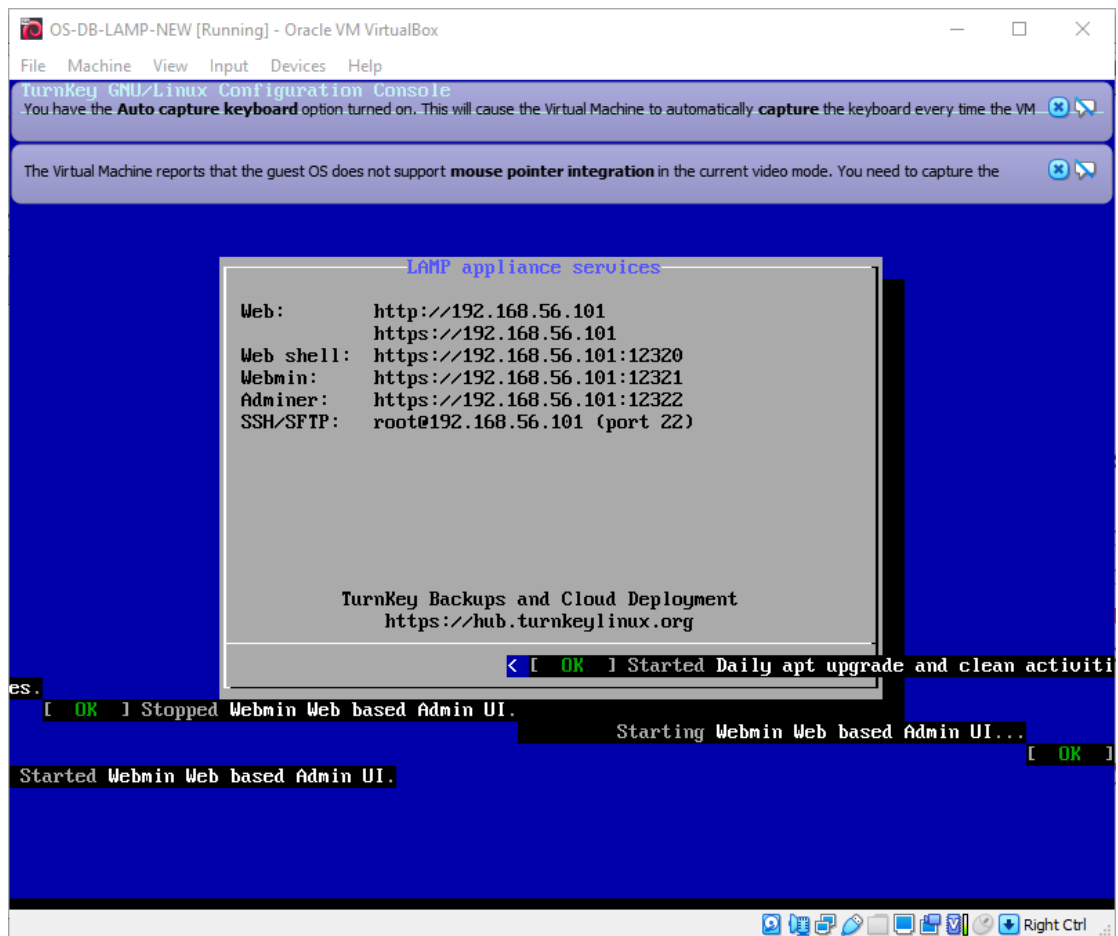 OS-DB-LAMP-NEW [Running] - Oracle VM VirtualBox
File Machine View Input Devices Help
TurnKey GNU/Linux Configuration Console
You have the Auto capture keyboard option turned on. This will cause the Virtual Machine to automatically capture the keyboard every time the VM
The Virtual Machine reports that the guest OS does not support mouse pointer integration in the current video mode. You need to capture the
LAMP appliance services
Web: http://192.168.56.101
https://192.168.56.101
Web shell: https://192.168.56.101:12320
Webmin: https://192.168.56.101:12321
Adminer: https://192.168.56.101:12322
SSH/SFTP: root@192.168.56.101 (port 22)
TurnKey Backups and Cloud Deployment
https://hub.turnkeylinux.org
< [ OK ] Started Daily apt upgrade and clean activiti
es.
[ OK ] Stopped Webmin Web based Admin UI.
Starting Webmin Web based Admin UI...
[ OK ]
Started Webmin Web based Admin UI.
Right Ctrl